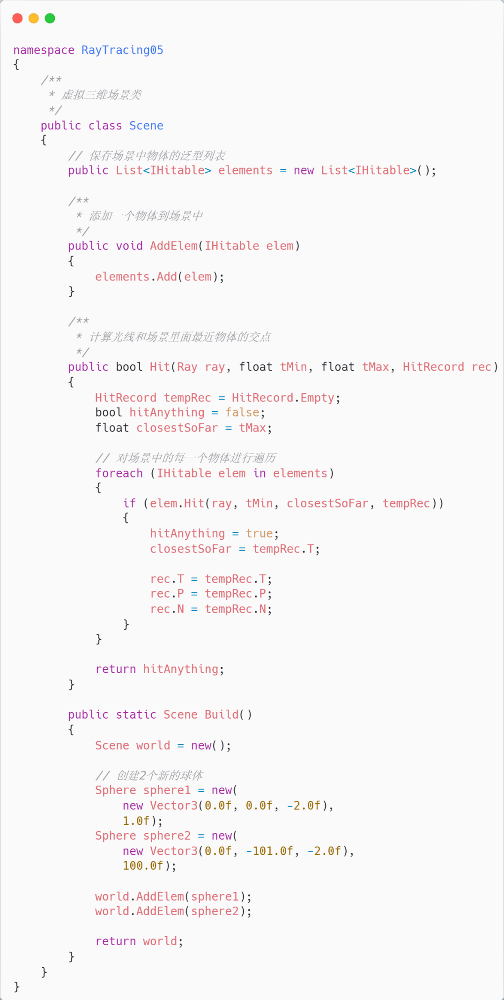 namespace RayTracing05
{
    /**
     * 虚拟三维场景类
     */
    public class Scene
    {
        // 保存场景中物体的泛型列表
        public List<IHitable> elements = new List<IHitable>();

        /**
         * 添加一个物体到场景中
         */
        public void AddElem(IHitable elem)
        {
            elements.Add(elem);
        }

        /**
         * 计算光线和场景里面最近物体的交点
         */
        public bool Hit(Ray ray, float tMin, float tMax, HitRecord rec)
        {
            HitRecord tempRec = HitRecord.Empty;
            bool hitAnything = false;
            float closestSoFar = tMax;

            // 对场景中的每一个物体进行遍历
            foreach (IHitable elem in elements)
            {
                if (elem.Hit(ray, tMin, closestSoFar, tempRec))
                {
                    hitAnything = true;
                    closestSoFar = tempRec.T;

                    rec.T = tempRec.T;
                    rec.P = tempRec.P;
                    rec.N = tempRec.N;
                }
            }

            return hitAnything;
        }

        public static Scene Build()
        {
            Scene world = new();

            // 创建2个新的球体
            Sphere sphere1 = new(
                new Vector3(0.0f, 0.0f, -2.0f),
                1.0f);
            Sphere sphere2 = new(
                new Vector3(0.0f, -101.0f, -2.0f),
                100.0f);

            world.AddElem(sphere1);
            world.AddElem(sphere2);

            return world;
        }
    }
}